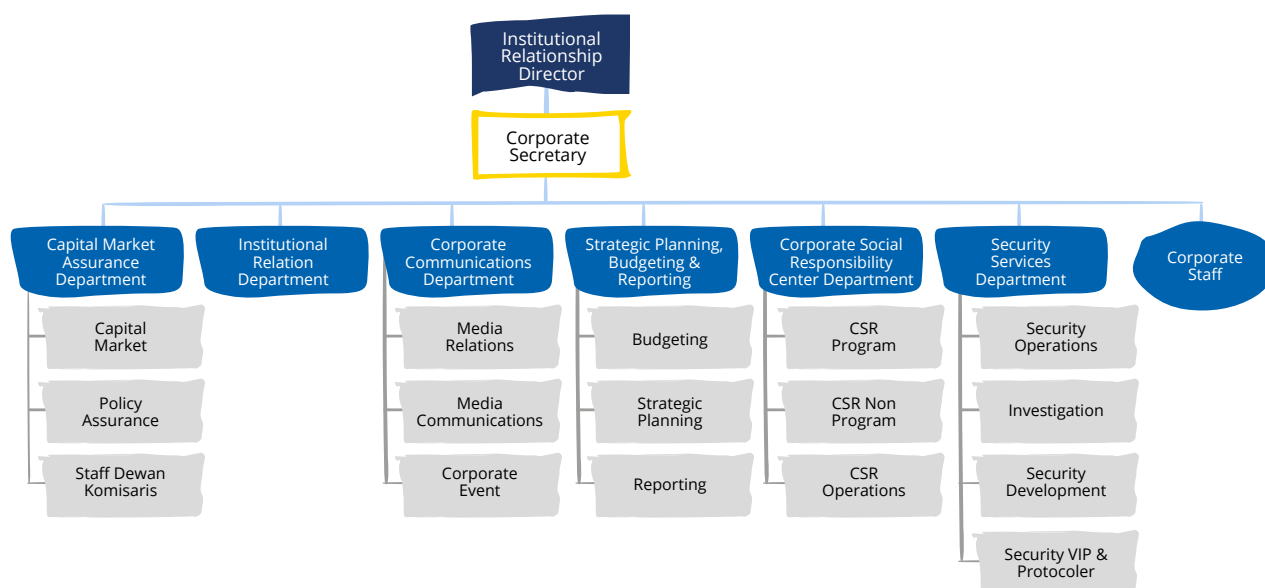 Institutional
Relationship
Director
Corporate
Secretary
Capital Market
Assurance
Department
Institutional
Relation
Department
Corporate
Communications
Department
Strategic Planning,
Budgeting &
Reporting
Corporate Social
Responsibility
Center Department
Security
Services
Department
Corporate
Staff
Capital
Market
Policy
Assurance
Staff Dewan
Komisaris
Media
Relations
Media
Communications
Corporate
Event
Budgeting
Strategic
Planning
Reporting
CSR
Program
CSR Non
Program
CSR
Operations
Security
Operations
Investigation
Security
Development
Security VIP &
Protocoler